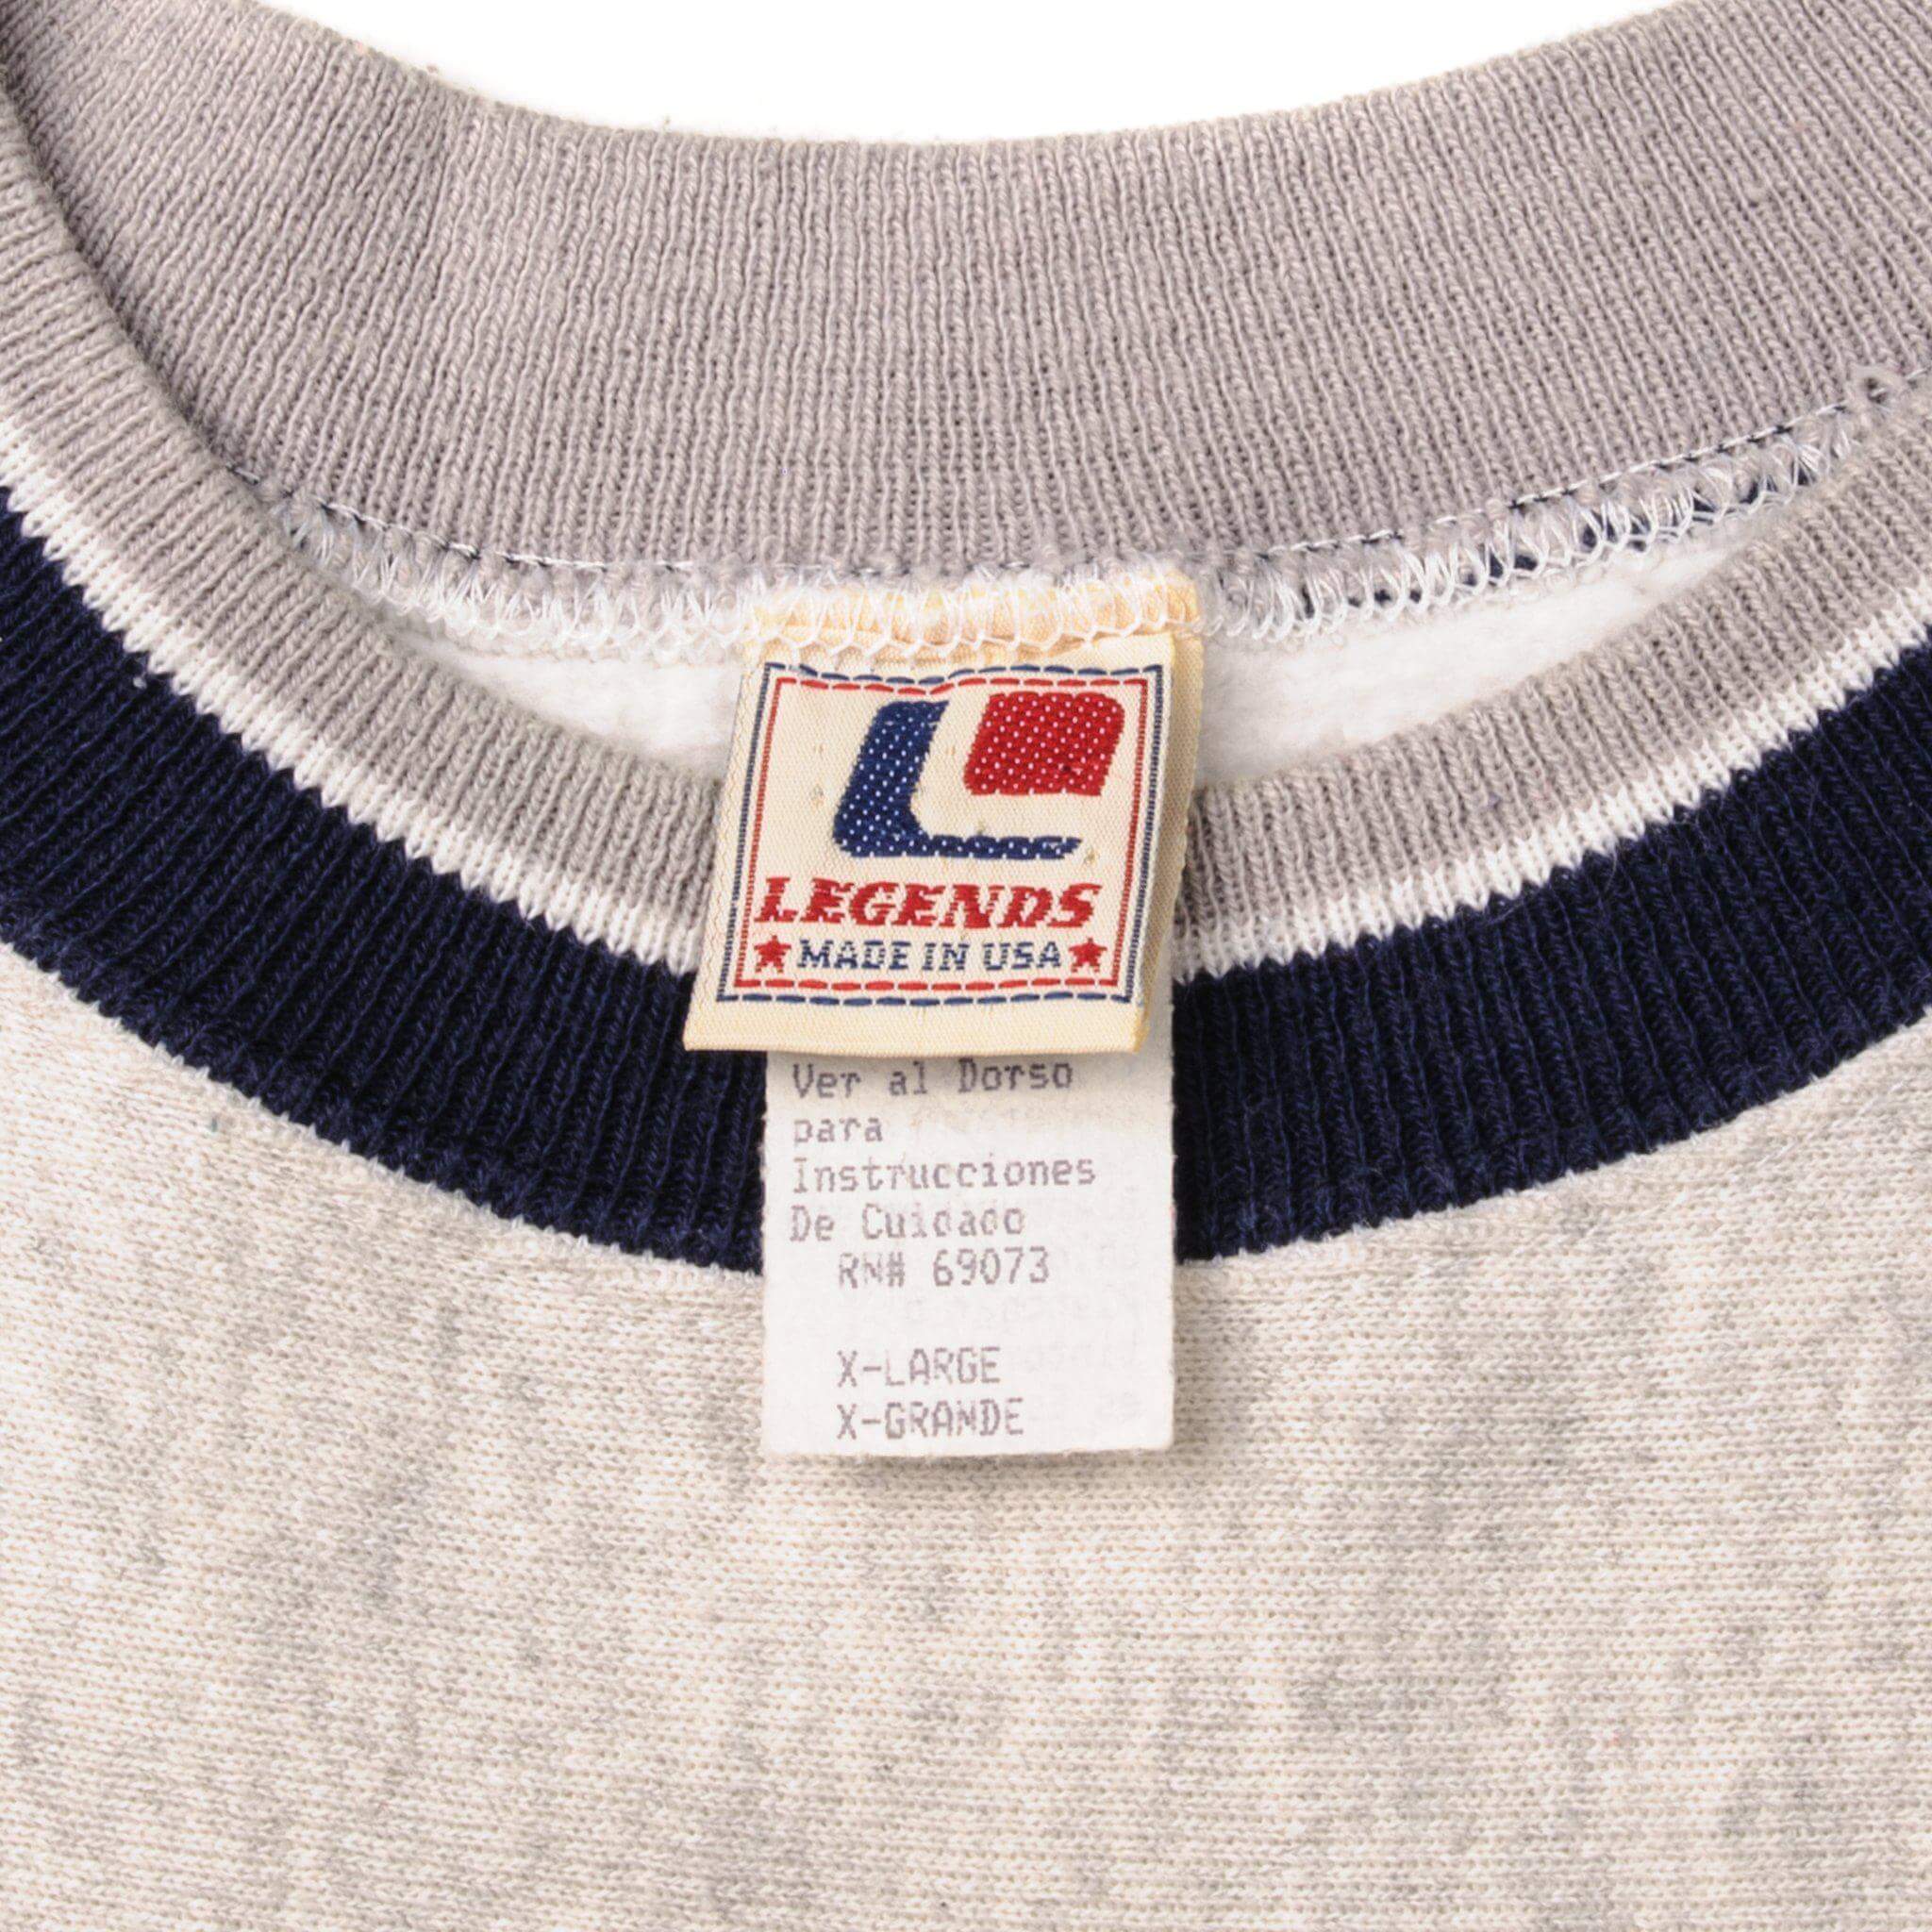 LEGENDS
MADE IN USA
Ver al Dorso
para
Instrucciones
De Cuidado
RN# 69073
X-LARGE
X-GRANDE